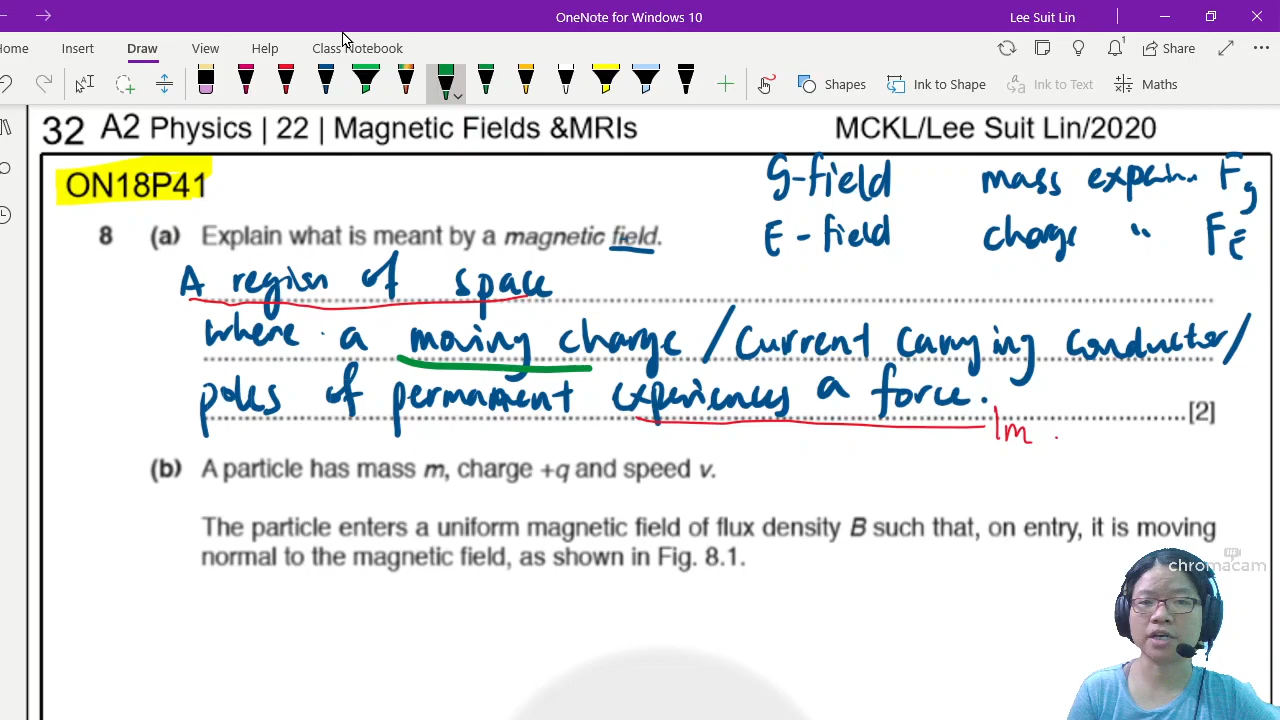 OneNote for Windows 10
Lee Suit Lin
Home Insert Draw View Help Class Notebook
1
Share
Shapes
Ink to Shape
Ink to Text
Maths
32 A2 Physics | 22 | Magnetic Fields &MRIs
MCKL/Lee Suit Lin/2020
ON18P41
G-field mass Fg
E-field charge " FE
8 (a) Explain what is meant by a magnetic field.
A region of space
where a moving charge / current carrying conductor /
poles of permanent experiences a force.
[2]
1m.
(b) A particle has mass m, charge +q and speed v.
The particle enters a uniform magnetic field of flux density B such that, on entry, it is moving
normal to the magnetic field, as shown in Fig. 8.1.
chromacam